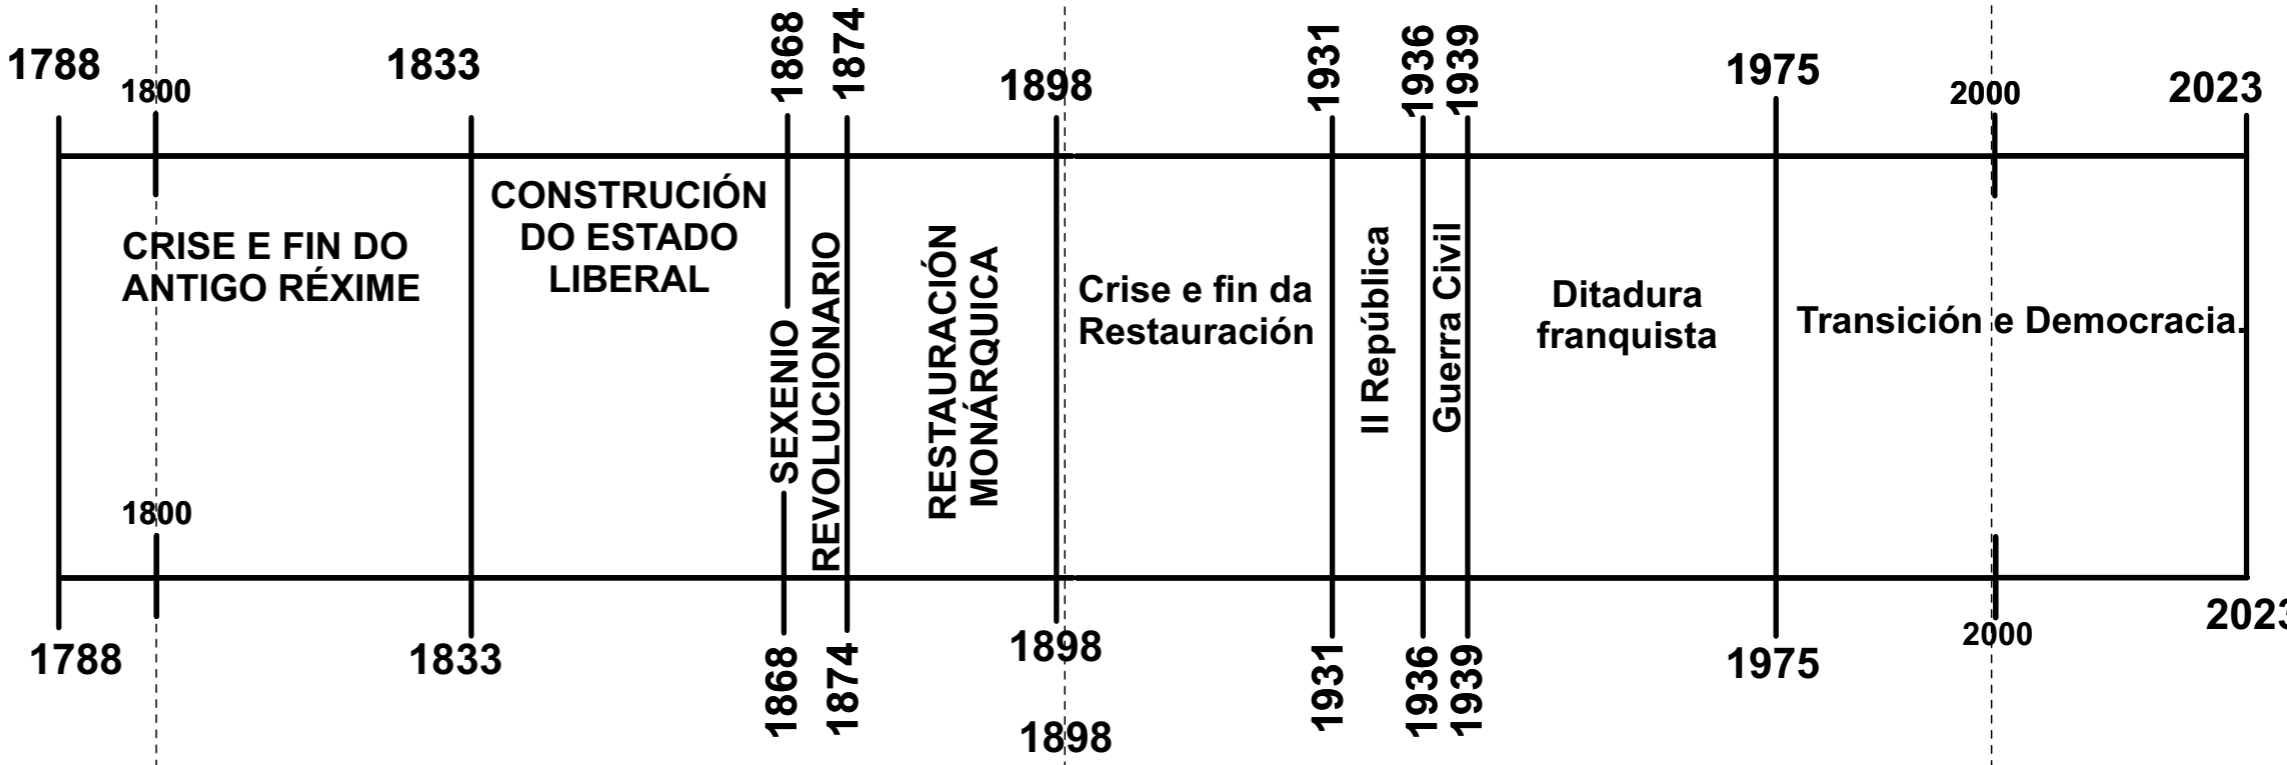 1788
1800
1833
1868
1874
1898
1931
1936
1939
1975
2000
2023
CRISE E FIN DO
ANTIGO RÉXIME
CONSTRUCIÓN
DO ESTADO
LIBERAL
SEXENIO
REVOLUCIONARIO
RESTAURACIÓN
MONÁRQUICA
Crise e fin da
Restauración
II República
Guerra Civil
Ditadura
franquista
Transición e Democracia.
1800
1788
1833
1868
1874
1898
1898
1931
1936
1939
1975
2000
2023